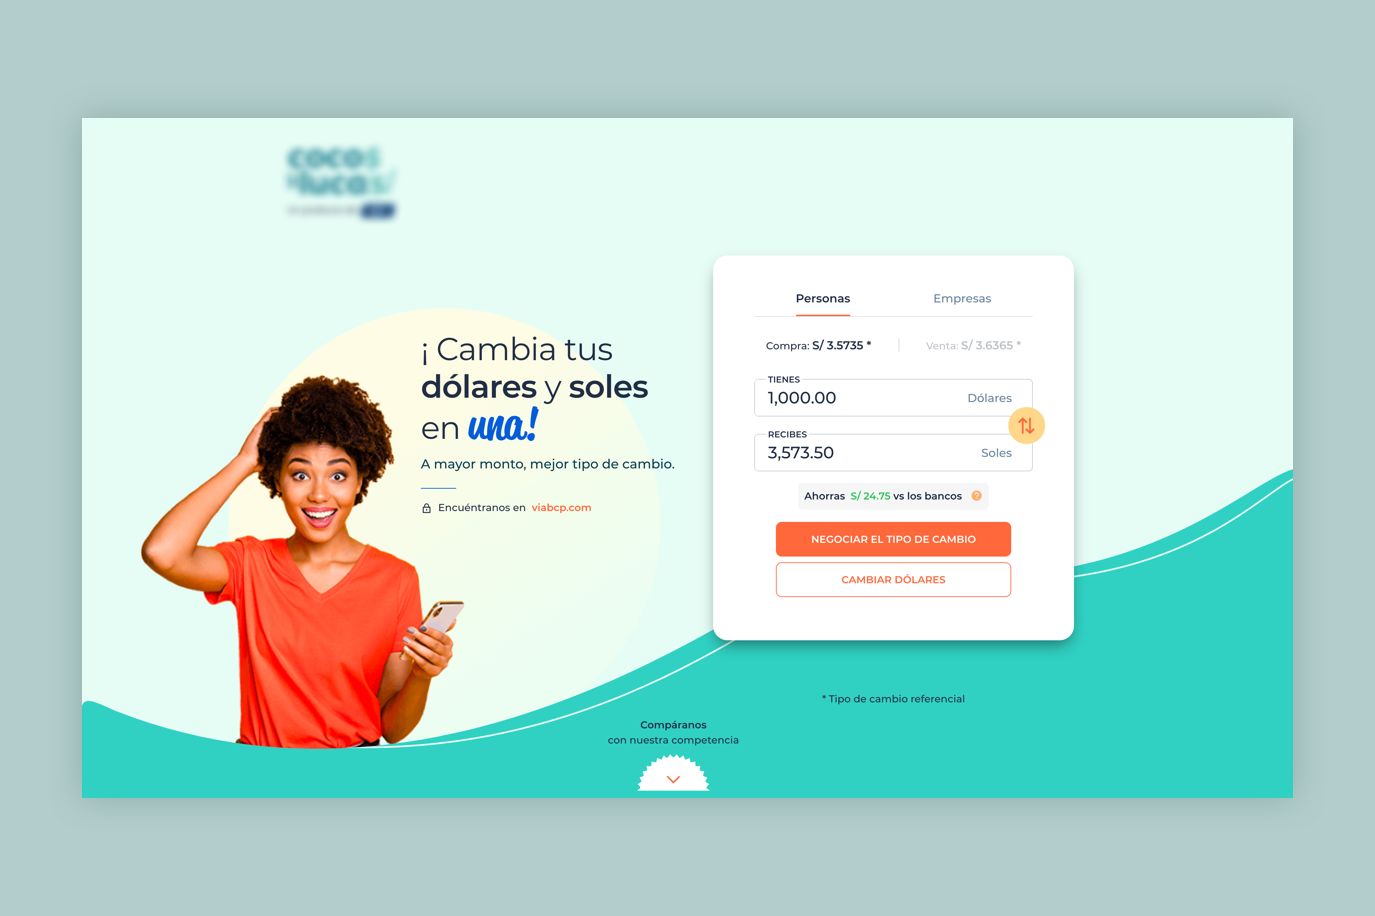 cocos
lucas/
¡ Cambia tus
dólares y soles
en una!
A mayor monto, mejor tipo de cambio.
Encuéntranos en viabcp.com
Personas Empresas
Compra: S/ 3.5735 * Venta: S/ 3.6365 *
TIENES
1,000.00 Dólares
RECIBES
3,573.50 Soles
Ahorras S/ 24.75 vs los bancos ?
NEGOCIAR EL TIPO DE CAMBIO
CAMBIAR DÓLARES
* Tipo de cambio referencial
Compáranos
con nuestra competencia